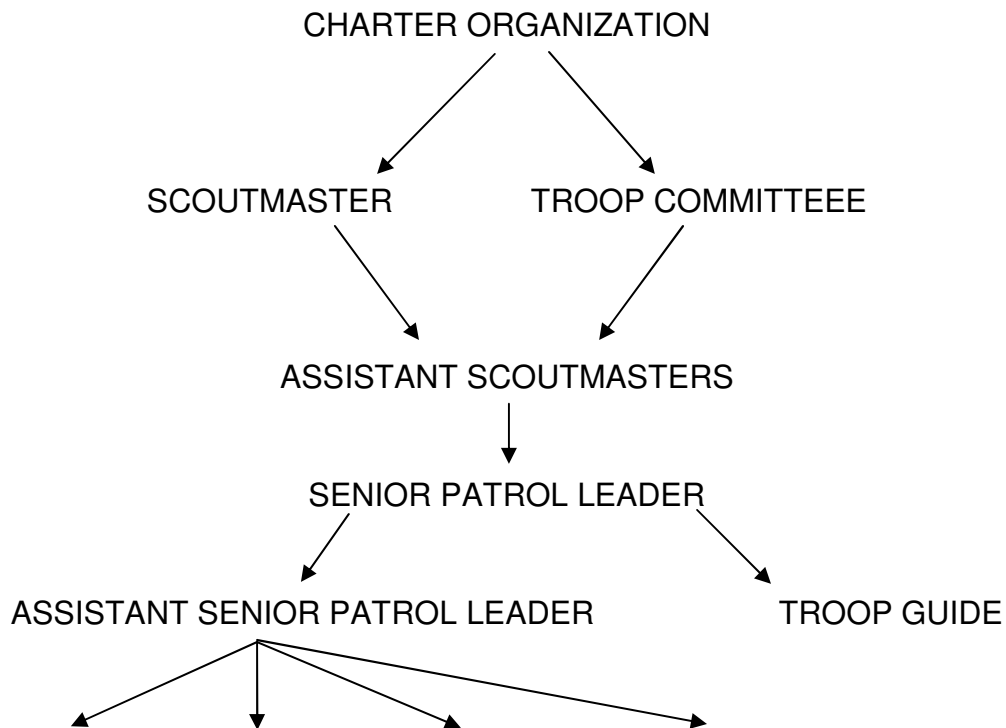 CHARTER ORGANIZATION
SCOUTMASTER TROOP COMMITTEEE
ASSISTANT SCOUTMASTERS
SENIOR PATROL LEADER
ASSISTANT SENIOR PATROL LEADER TROOP GUIDE